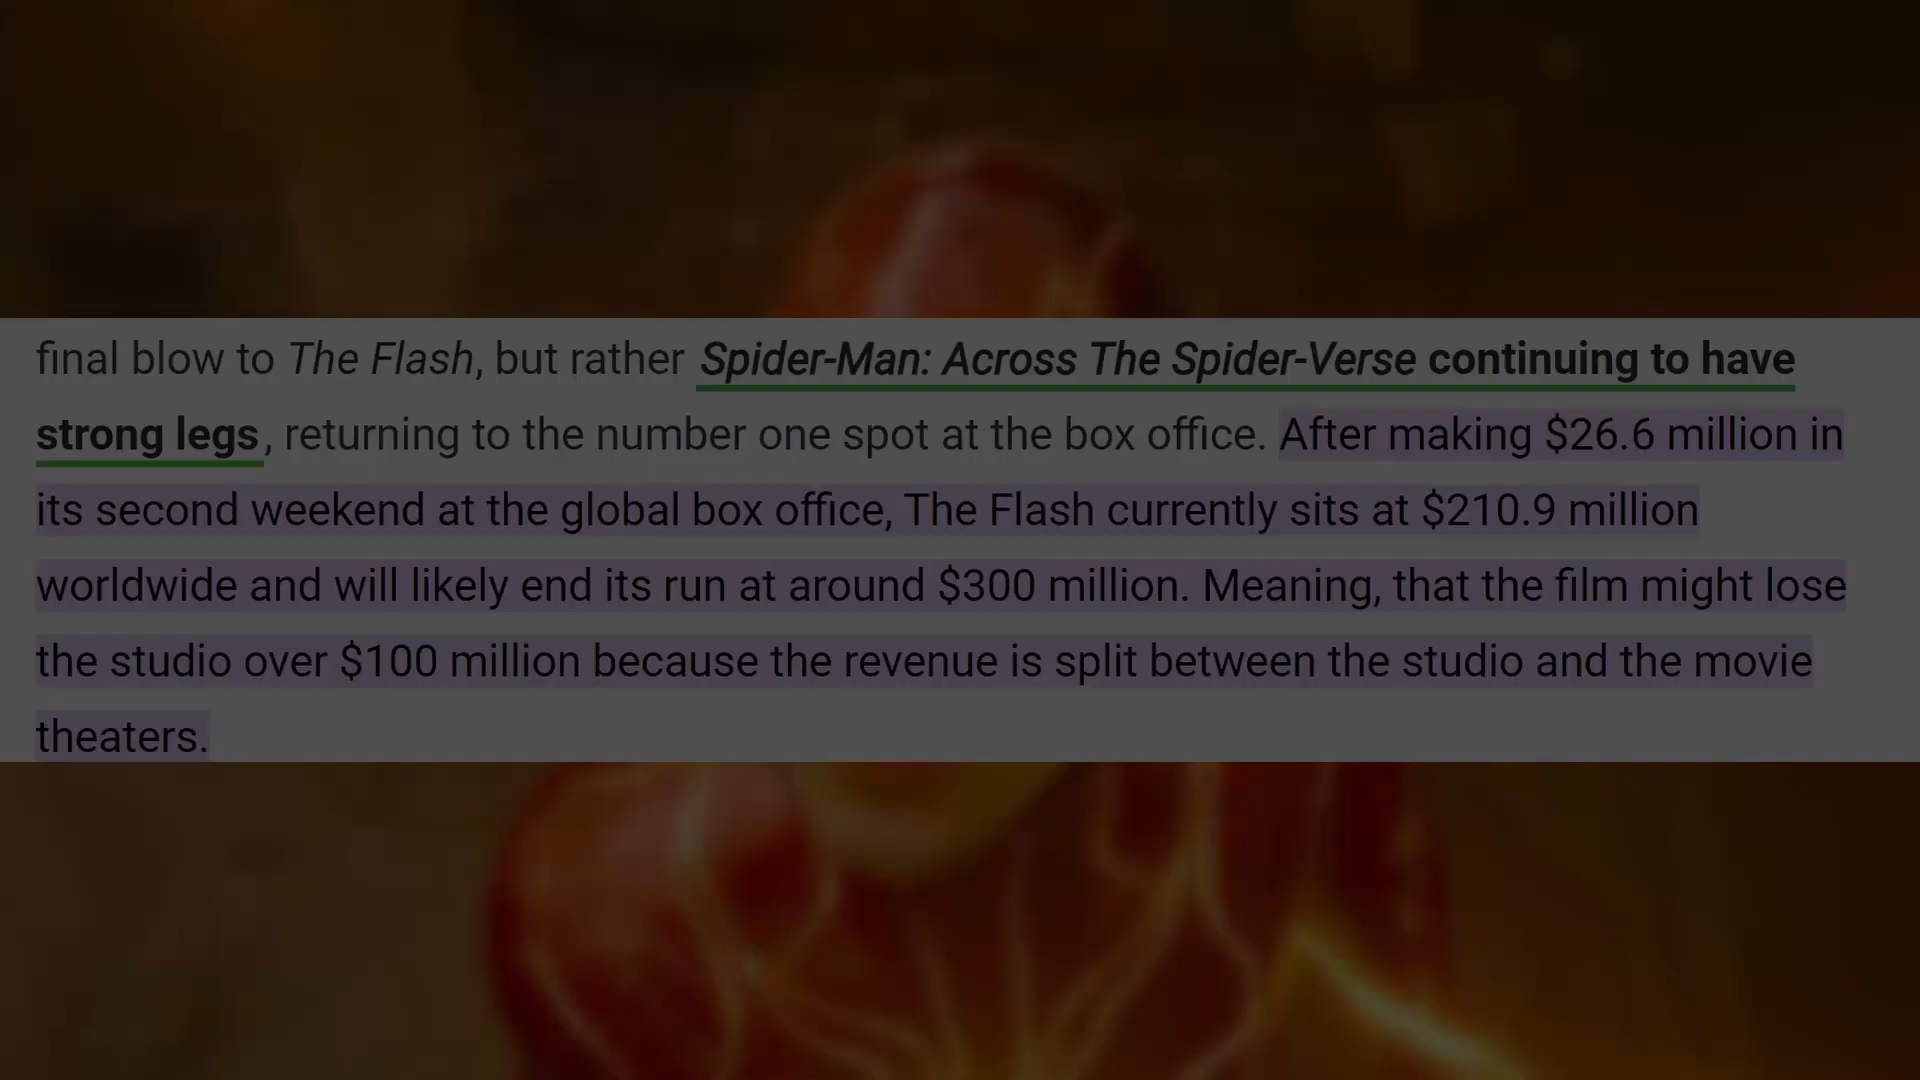 final blow to The Flash, but rather Spider-Man: Across The Spider-Verse continuing to have
strong legs, returning to the number one spot at the box office. After making $26.6 million in
its second weekend at the global box office, The Flash currently sits at $210.9 million
worldwide and will likely end its run at around $300 million. Meaning, that the film might lose
the studio over $100 million because the revenue is split between the studio and the movie
theaters.